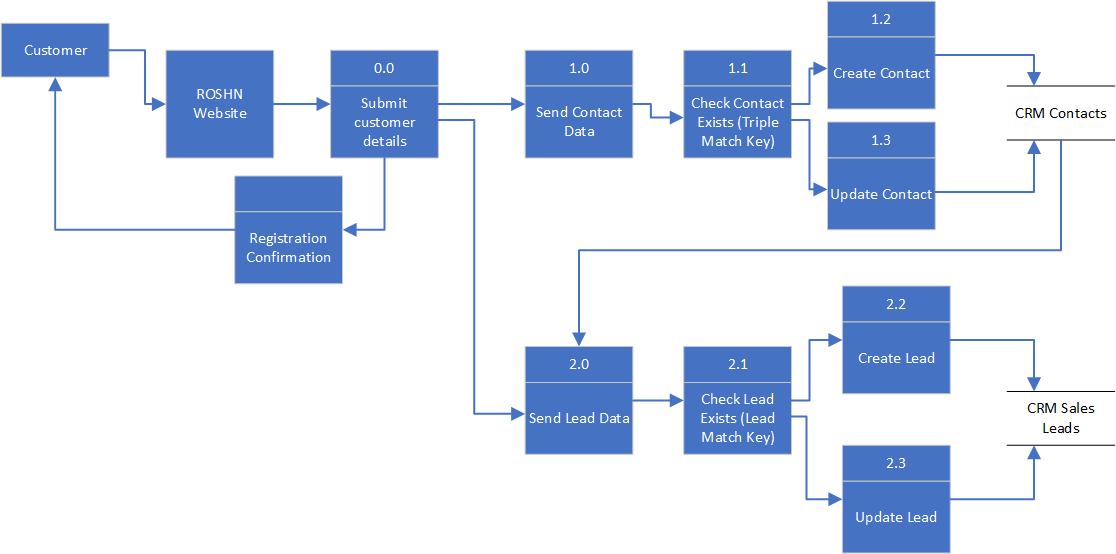 Customer
ROSHN
Website
0.0
Submit
customer
details
Registration
Confirmation
1.0
Send Contact
Data
1.1
Check Contact
Exists (Triple
Match Key)
1.2
Create Contact
1.3
Update Contact
CRM Contacts
2.0
Send Lead Data
2.1
Check Lead
Exists (Lead
Match Key)
2.2
Create Lead
2.3
Update Lead
CRM Sales
Leads